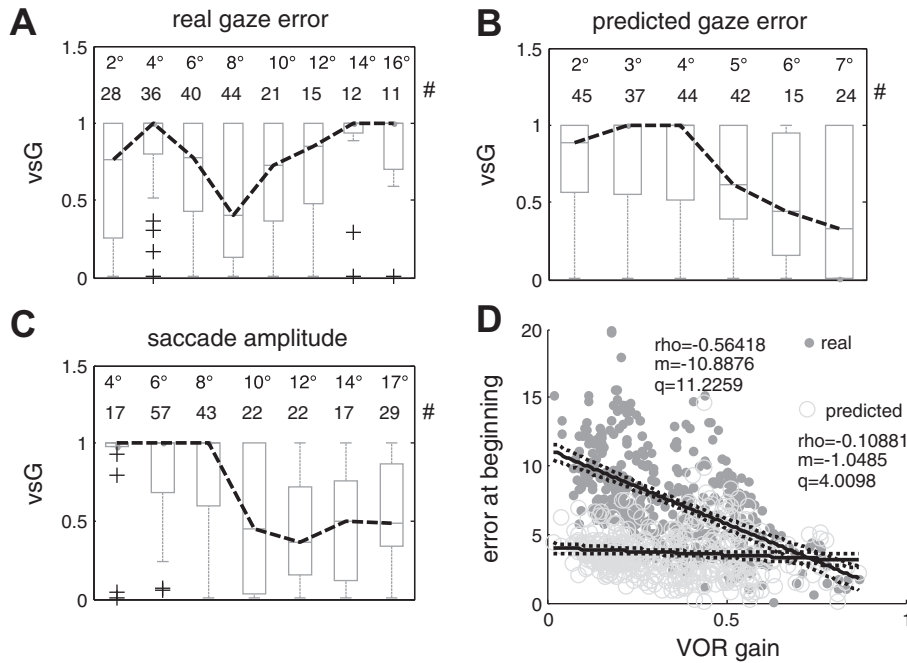 A
real gaze error
1.5
2° 4° 6° 8° 10° 12° 14° 16°
28 36 40 44 21 15 12 11 #
1
vsG
0.5
0
B
predicted gaze error
1.5
2° 3° 4° 5° 6° 7°
45 37 44 42 15 24 #
1
vsG
0.5
0
C
saccade amplitude
1.5
4° 6° 8° 10° 12° 14° 17°
17 57 43 22 22 17 29 #
1
vsG
0.5
0
D
20
15
10
5
0
error at beginning
rho=-0.56418
m=-10.8876
q=11.2259
real
predicted
rho=-0.10881
m=-1.0485
q=4.0098
0 0.5 1
VOR gain